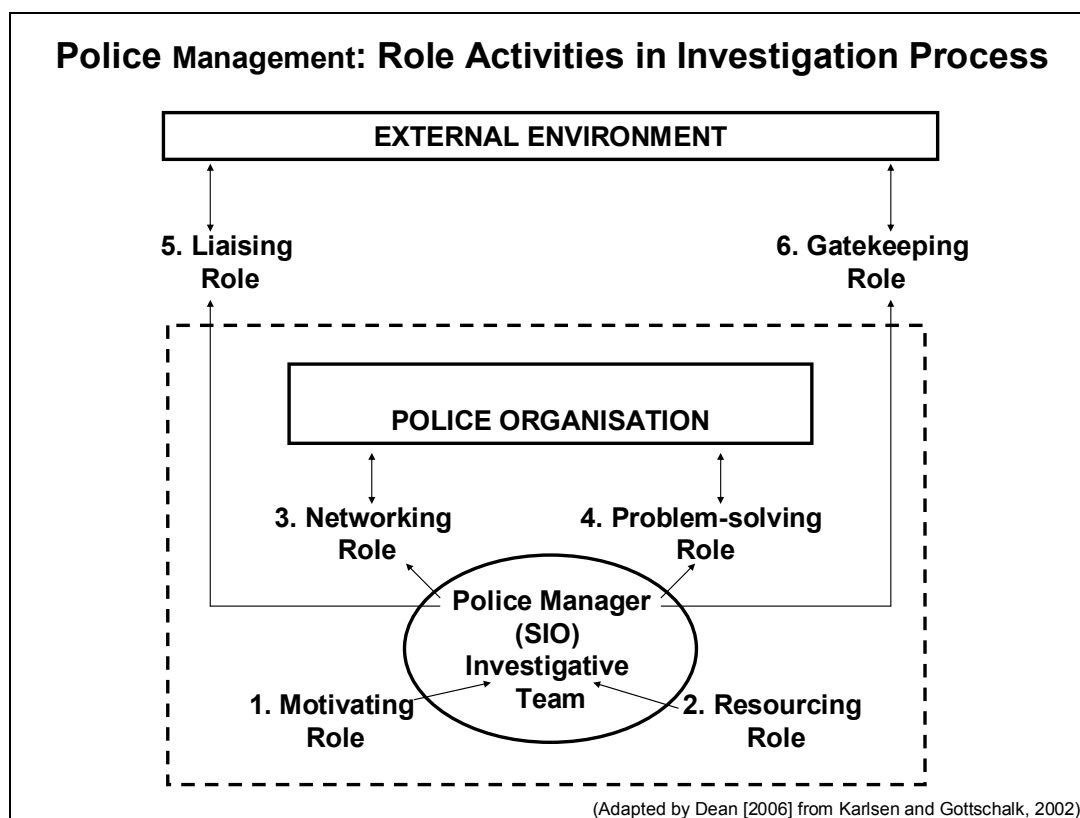 Police Management: Role Activities in Investigation Process
EXTERNAL ENVIRONMENT
5. Liaising
Role
6. Gatekeeping
Role
POLICE ORGANISATION
3. Networking
Role
4. Problem-solving
Role
Police Manager
(SIO)
Investigative
Team
1. Motivating
Role
2. Resourcing
Role
(Adapted by Dean [2006] from Karlsen and Gottschalk, 2002)